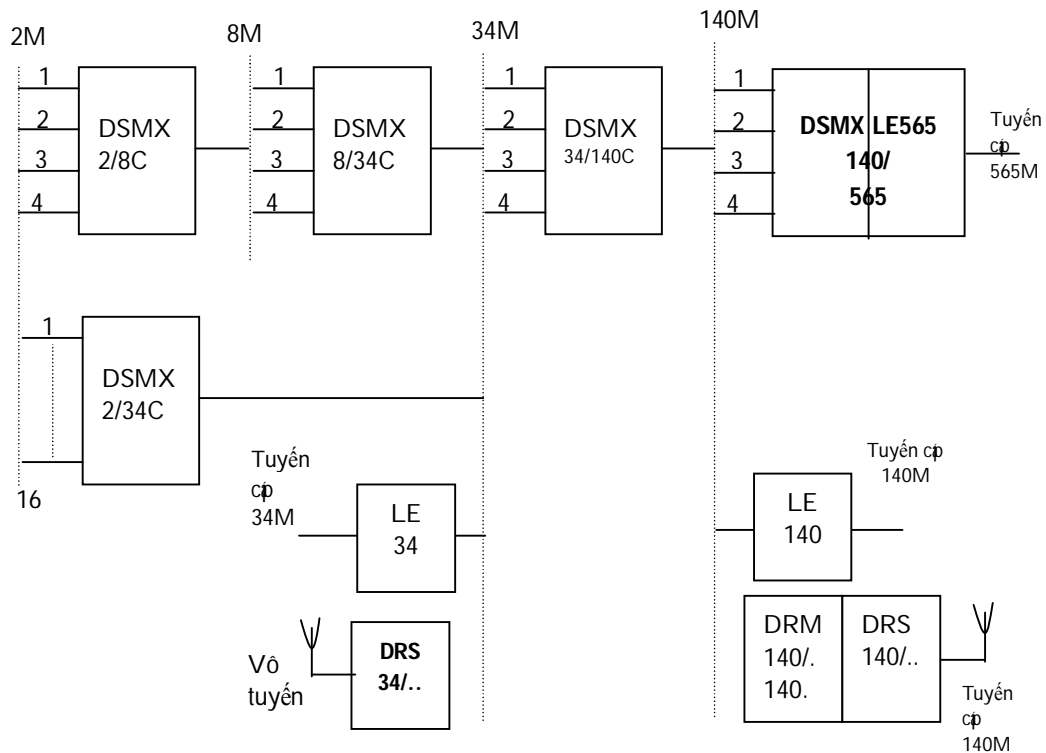 2M
8M
34M
140M
1
2
3
4
DSMX
2/8C
1
2
3
4
DSMX
8/34C
1
2
3
4
DSMX
34/140C
1
2
3
4
DSMX LE565
140/
565
Tuyến
cáp
565M
1
16
DSMX
2/34C
Tuyến
cáp
34M
LE
34
Vô
tuyến
DRS
34/..
LE
140
Tuyến cáp
140M
DRM
140/.
140.
DRS
140/..
Tuyến
cáp
140M